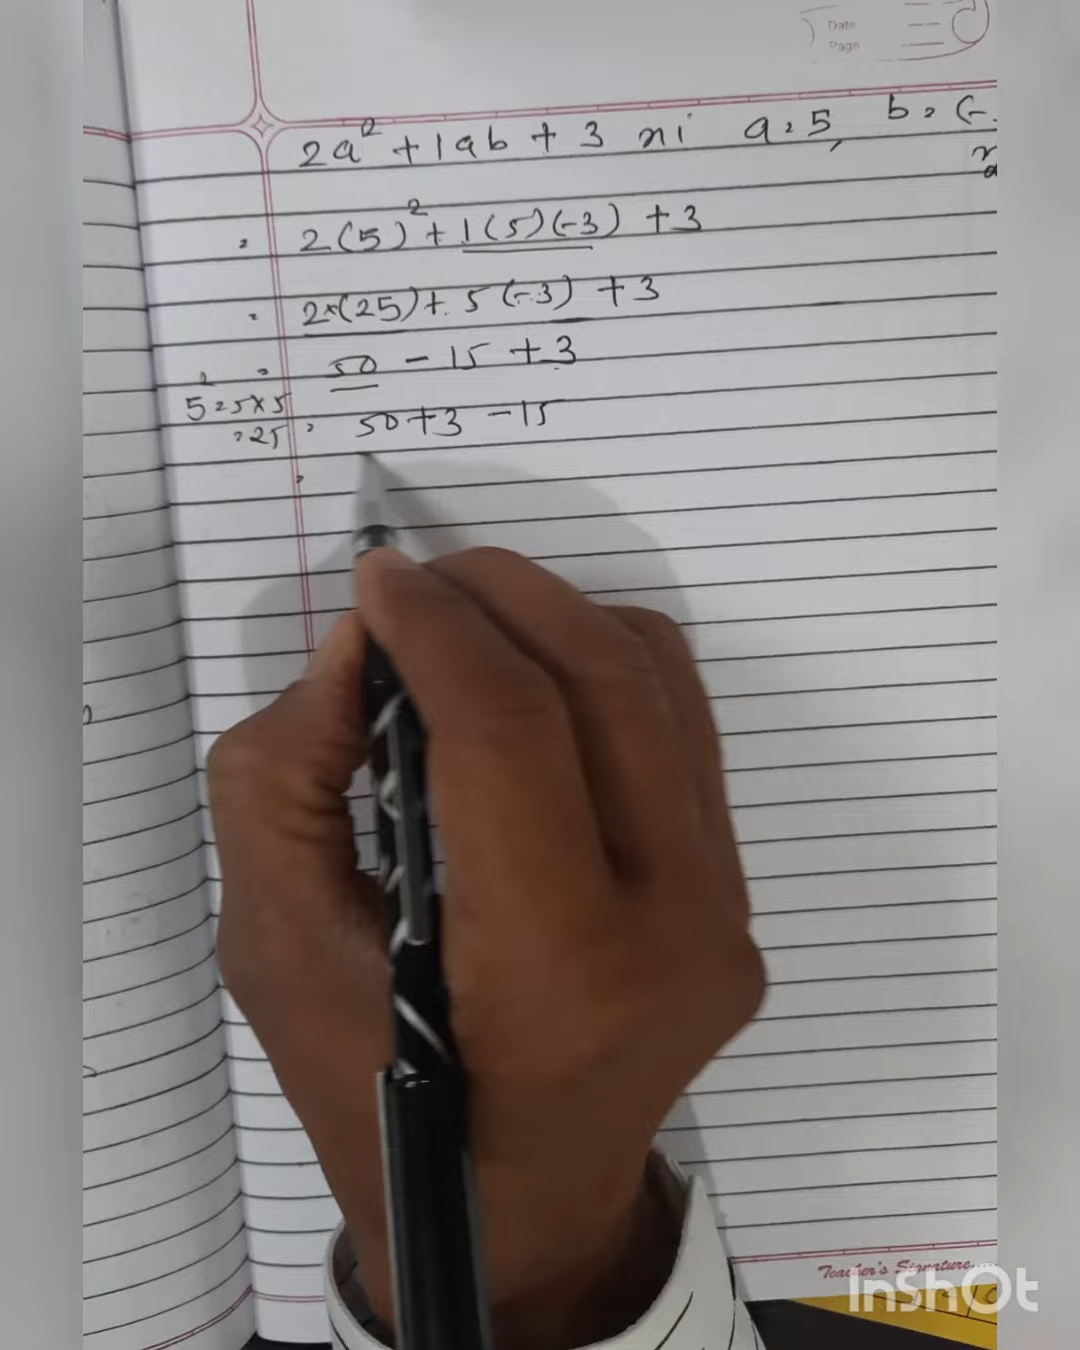 Date
Page
2a² + 1ab + 3 ni a = 5, b = (-
= 2(5)² + 1(5)(-3) + 3
= 2×(25) + 5(-3) + 3
= 50 - 15 + 3
5² = 5×5
= 25
= 50 + 3 - 15
=
Teacher's Signature.....
InShOt